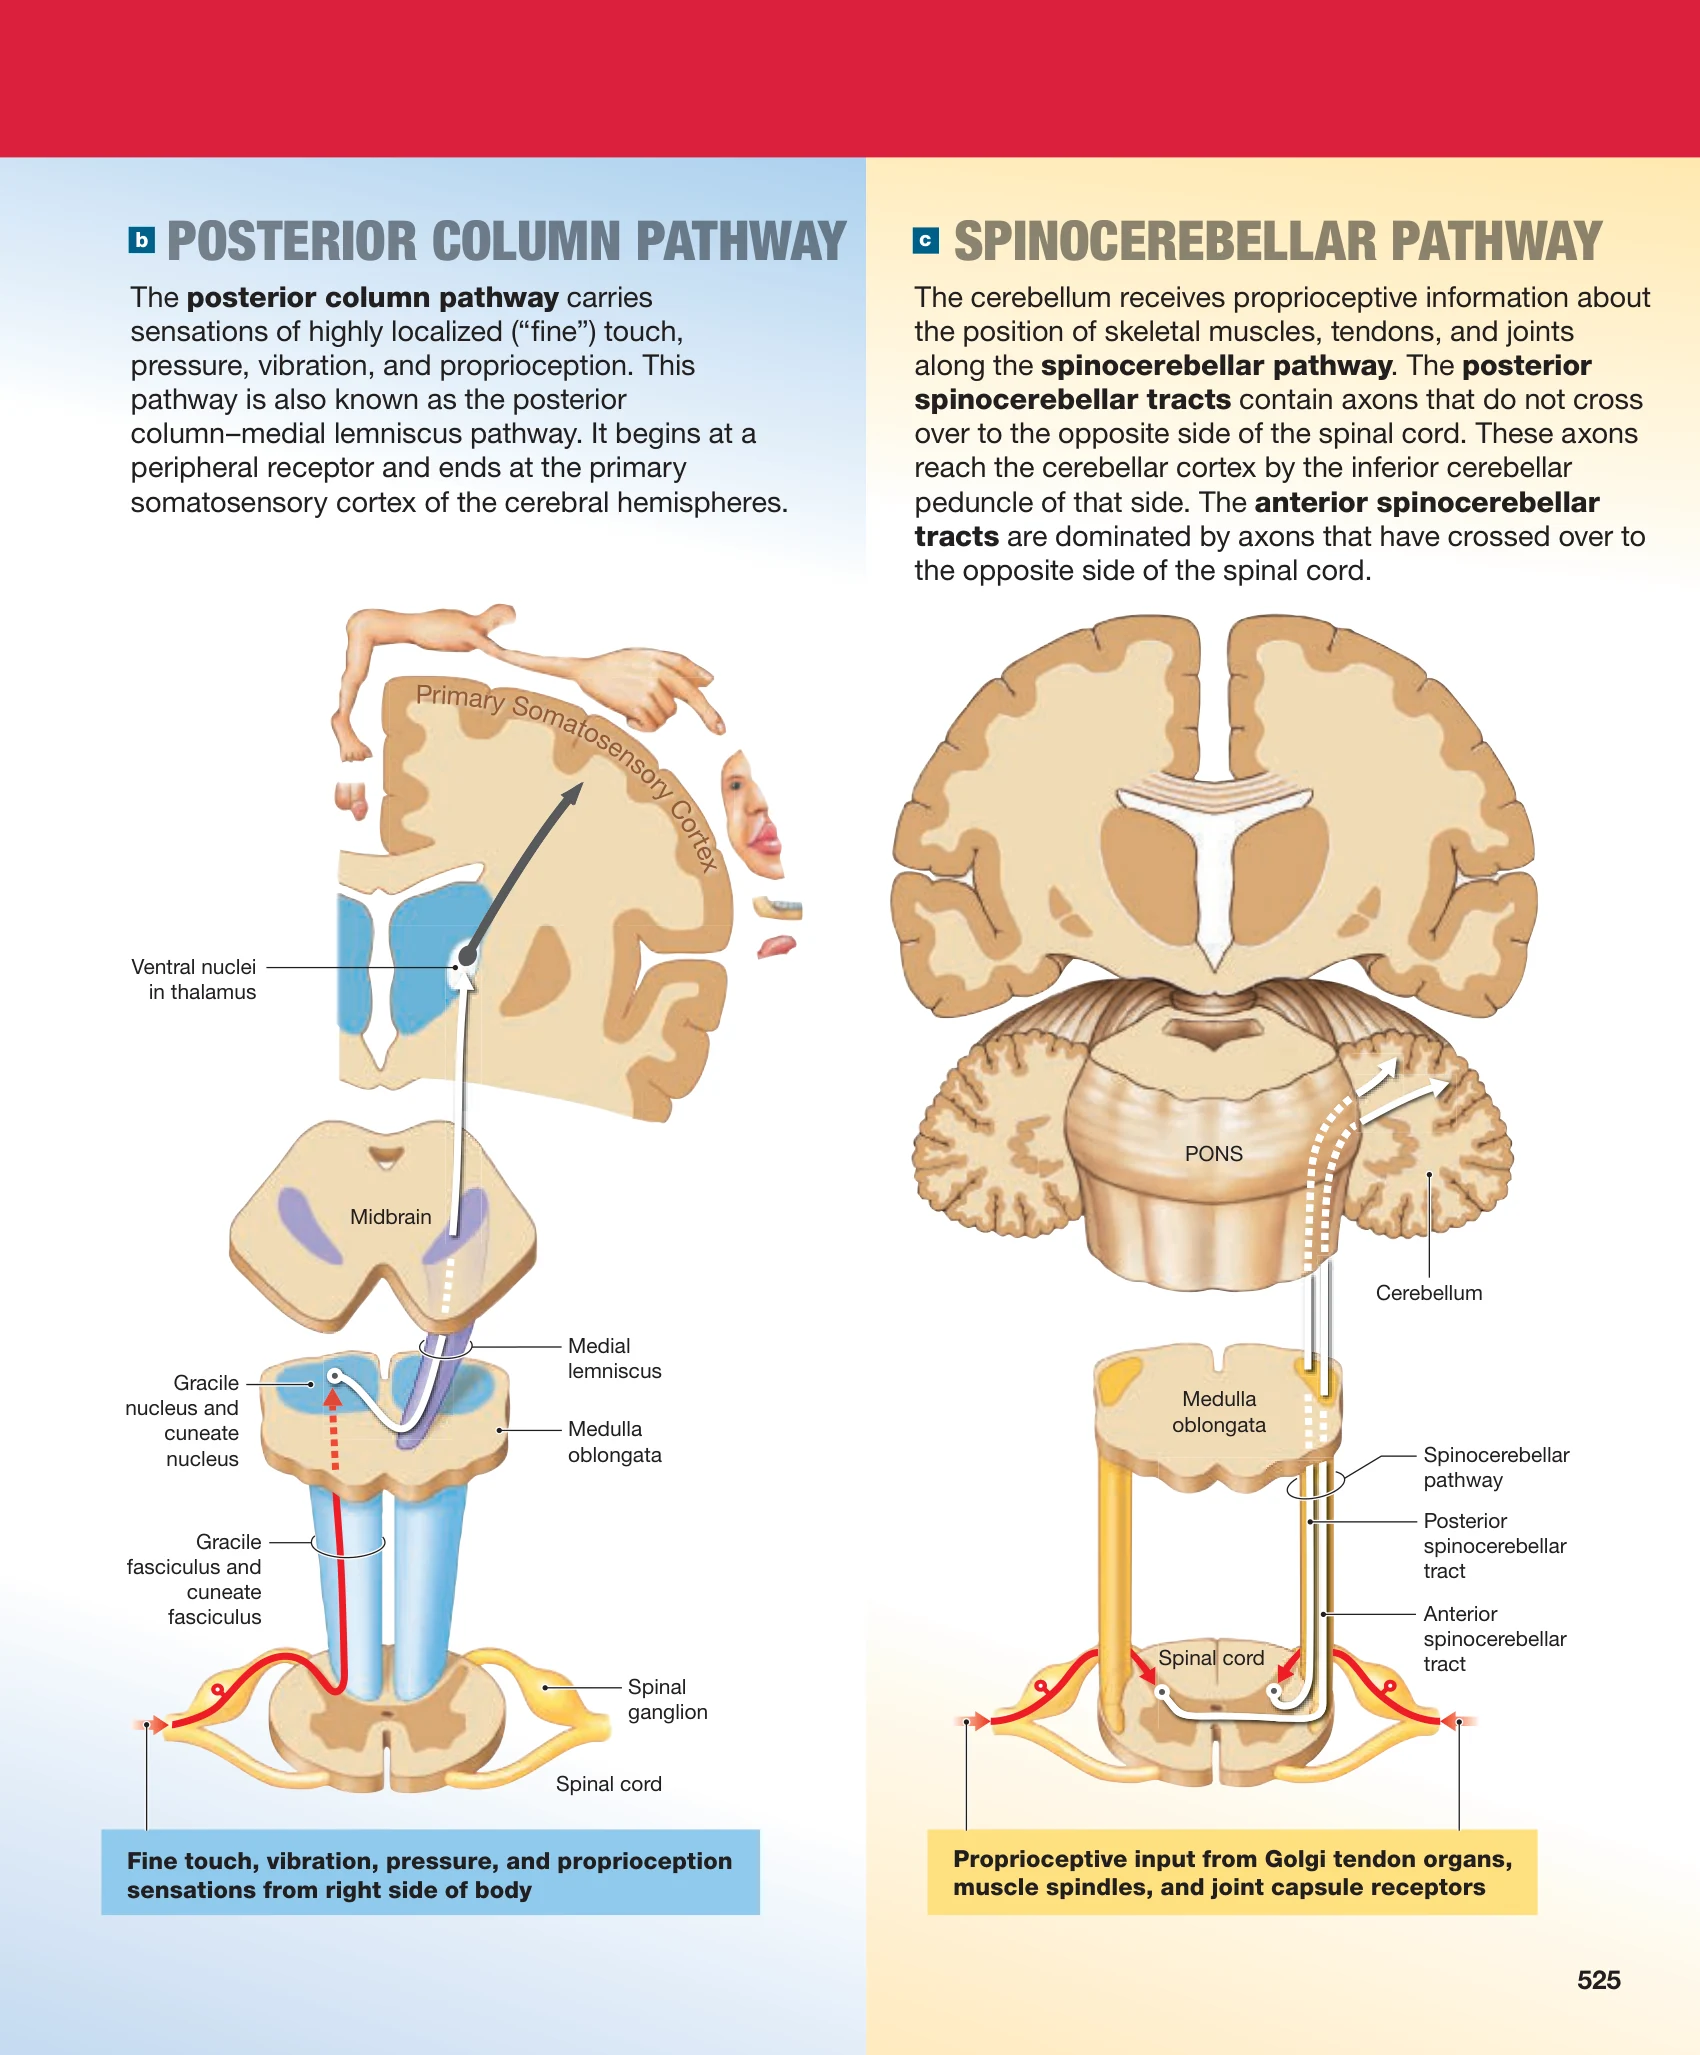 b POSTERIOR COLUMN PATHWAY
The posterior column pathway carries
sensations of highly localized (“fine”) touch,
pressure, vibration, and proprioception. This
pathway is also known as the posterior
column–medial lemniscus pathway. It begins at a
peripheral receptor and ends at the primary
somatosensory cortex of the cerebral hemispheres.
Primary Somatosensory Cortex
Ventral nuclei
in thalamus
Midbrain
Medial
lemniscus
Gracile
nucleus and
cuneate
nucleus
Medulla
oblongata
Gracile
fasciculus and
cuneate
fasciculus
Spinal
ganglion
Spinal cord
Fine touch, vibration, pressure, and proprioception
sensations from right side of body
c SPINOCEREBELLAR PATHWAY
The cerebellum receives proprioceptive information about
the position of skeletal muscles, tendons, and joints
along the spinocerebellar pathway. The posterior
spinocerebellar tracts contain axons that do not cross
over to the opposite side of the spinal cord. These axons
reach the cerebellar cortex by the inferior cerebellar
peduncle of that side. The anterior spinocerebellar
tracts are dominated by axons that have crossed over to
the opposite side of the spinal cord.
PONS
Cerebellum
Medulla
oblongata
Spinocerebellar
pathway
Posterior
spinocerebellar
tract
Anterior
spinocerebellar
tract
Spinal cord
Proprioceptive input from Golgi tendon organs,
muscle spindles, and joint capsule receptors
525